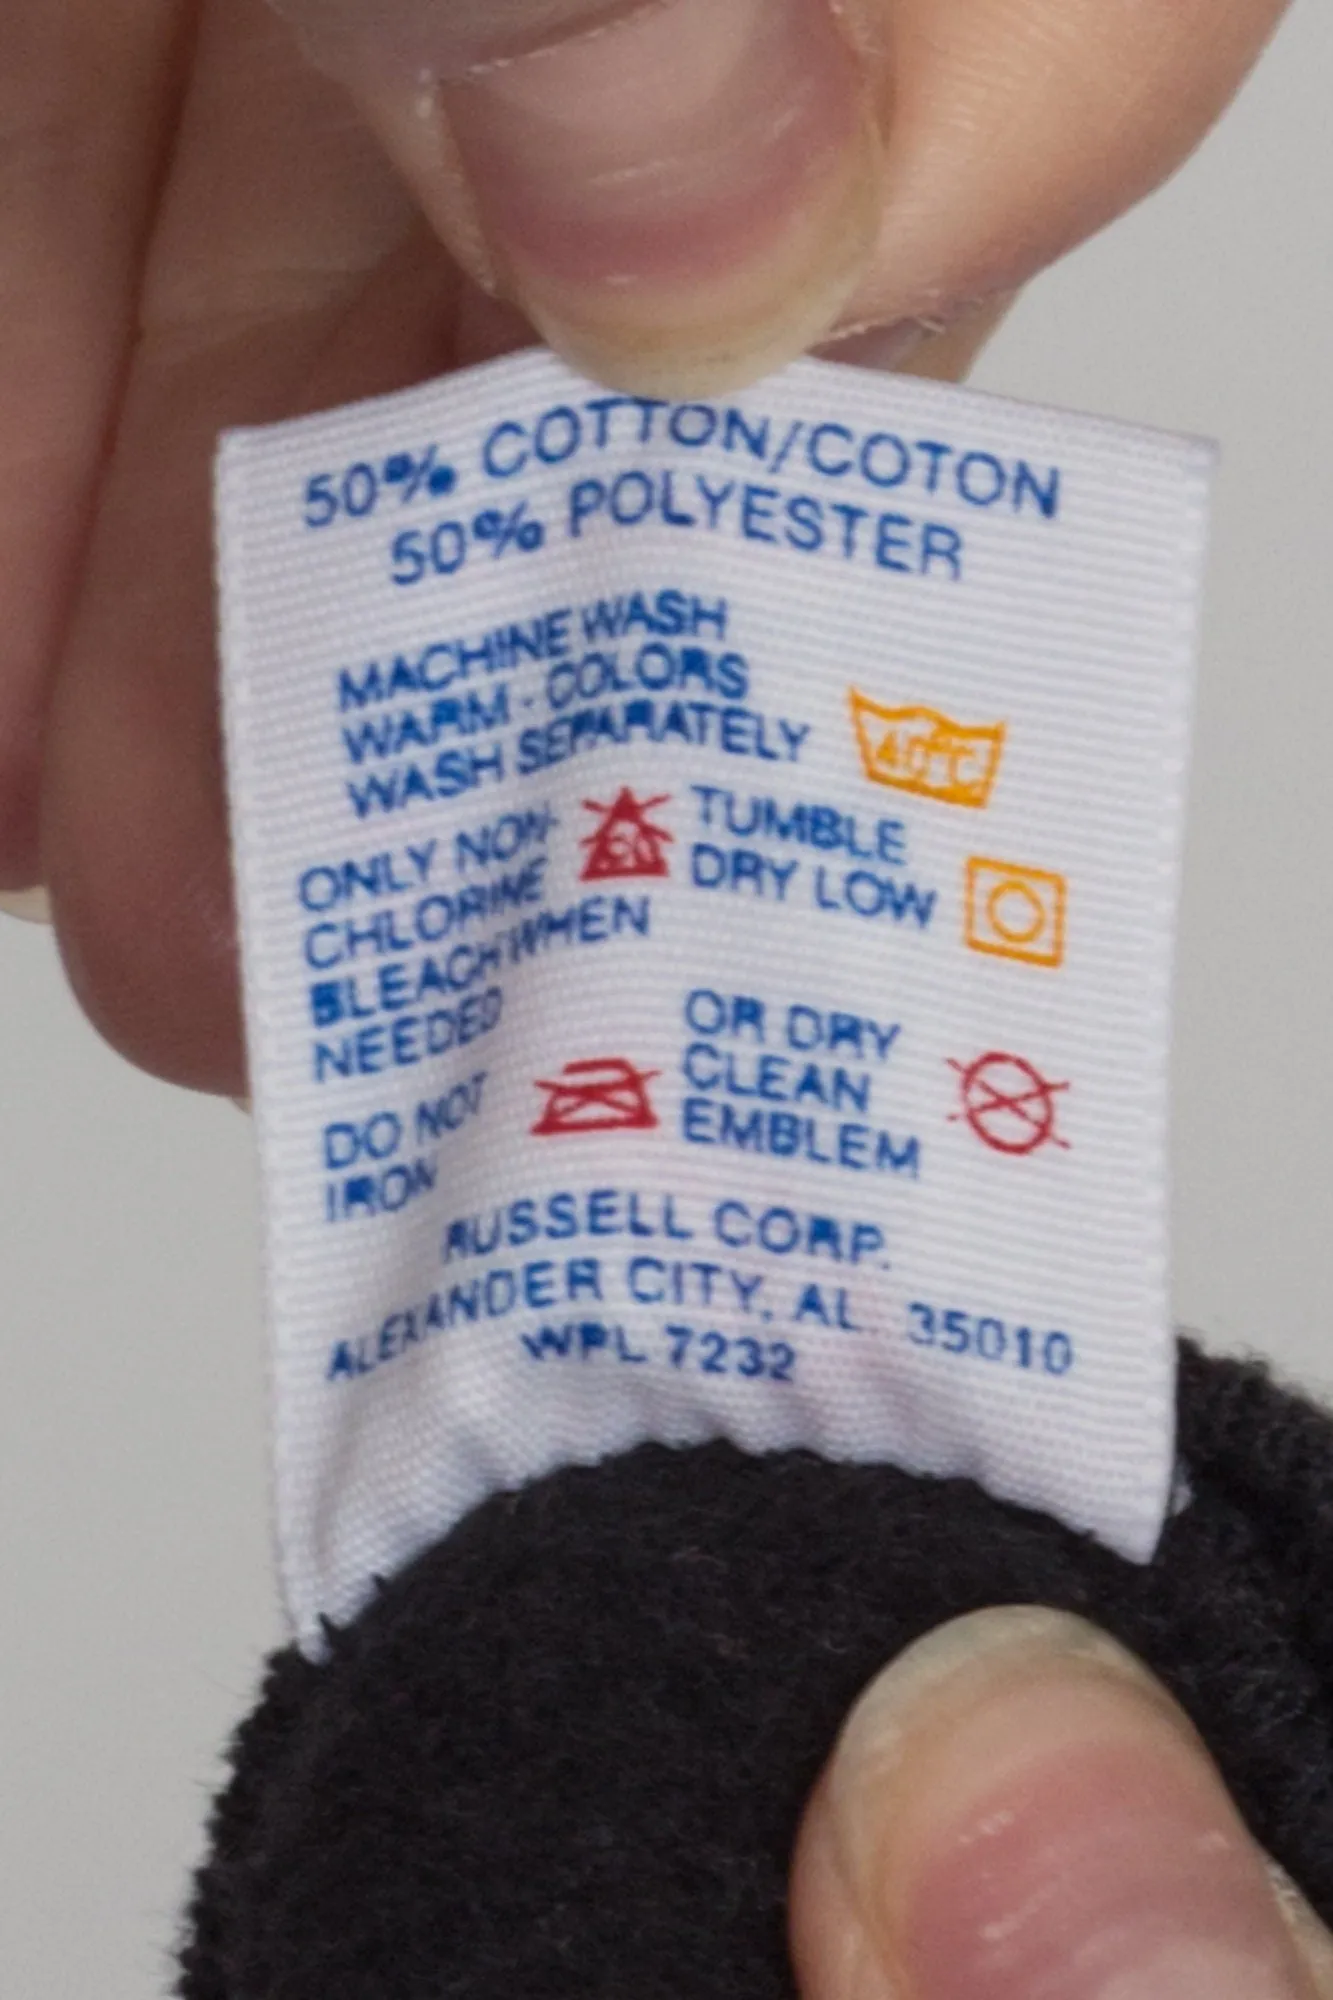 50% COTTON/COTON
50% POLYESTER
MACHINE WASH
WARM - COLORS
WASH SEPARATELY
40°C
ONLY NON-
CHLORINE
BLEACH WHEN
NEEDED
TUMBLE
DRY LOW
DO NOT
IRON
OR DRY
CLEAN
EMBLEM
RUSSELL CORP.
ALEXANDER CITY, AL 35010
WPL 7232